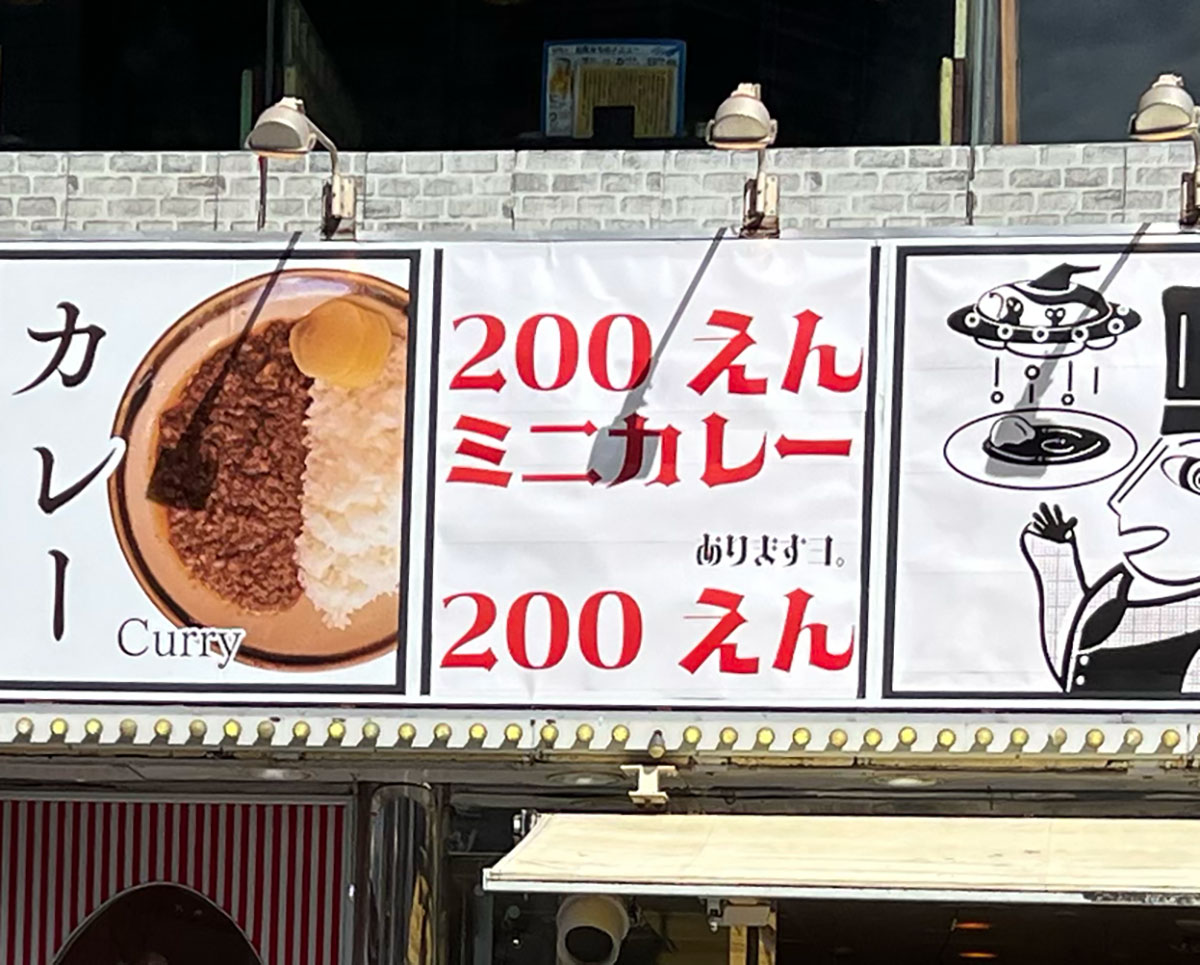 カレー
Curry
200 えん
ミニカレー
ありますヨ。
200 えん